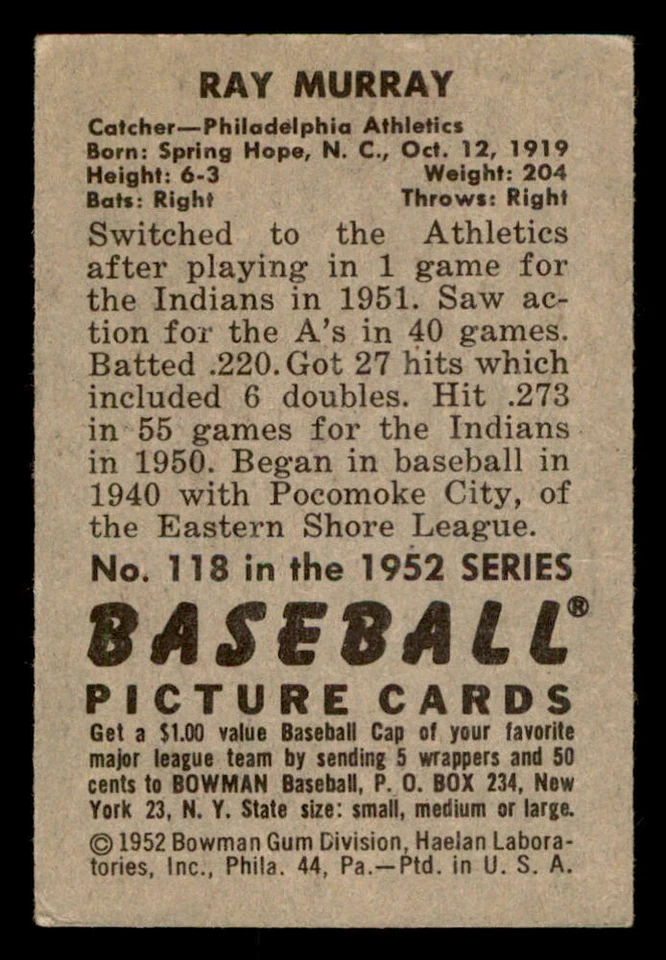 RAY MURRAY
Catcher—Philadelphia Athletics
Born: Spring Hope, N. C., Oct. 12, 1919
Height: 6-3 Weight: 204
Bats: Right Throws: Right
Switched to the Athletics
after playing in 1 game for
the Indians in 1951. Saw ac-
tion for the A's in 40 games.
Batted .220. Got 27 hits which
included 6 doubles. Hit .273
in 55 games for the Indians
in 1950. Began in baseball in
1940 with Pocomoke City, of
the Eastern Shore League.
No. 118 in the 1952 SERIES
BASEBALL®
PICTURE CARDS
Get a $1.00 value Baseball Cap of your favorite
major league team by sending 5 wrappers and 50
cents to BOWMAN Baseball, P. O. BOX 234, New
York 23, N. Y. State size: small, medium or large.
© 1952 Bowman Gum Division, Haelan Labora-
tories, Inc., Phila. 44, Pa.—Ptd. in U. S. A.